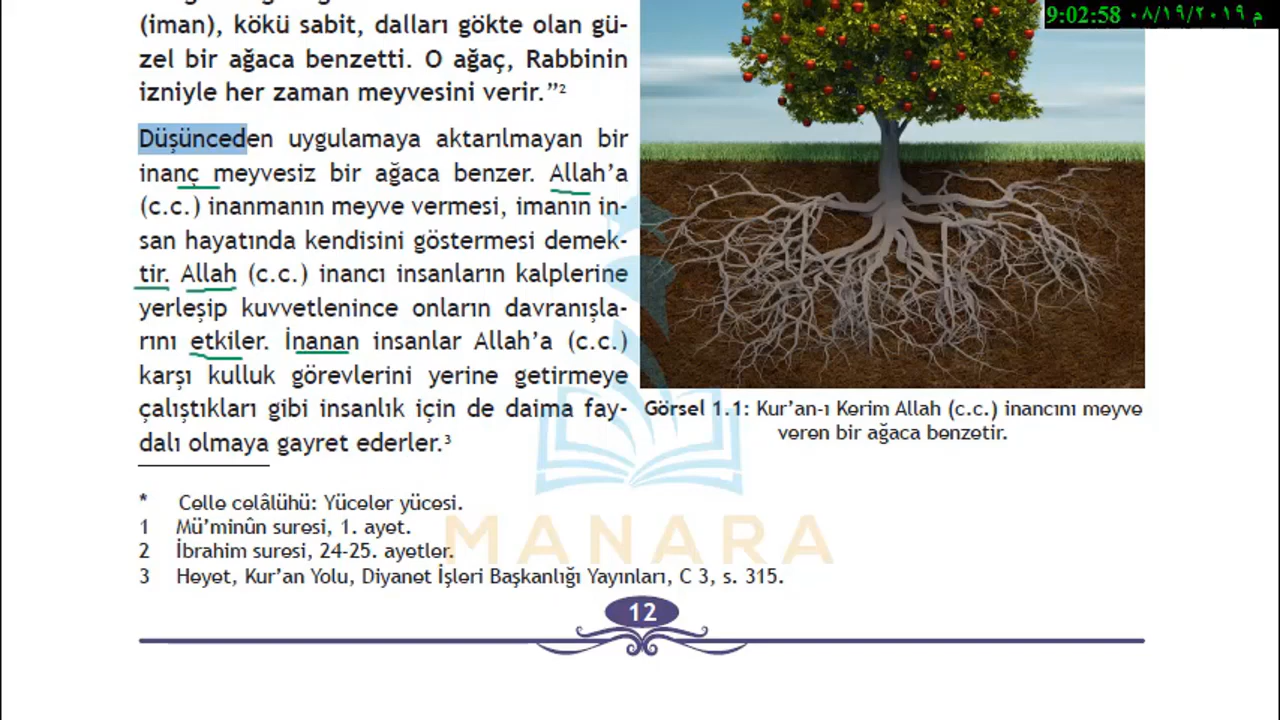 9:02:58 م ٠٨/١٩/٢٠١٩
(iman), kökü sabit, dalları gökte olan gü-
zel bir ağaca benzetti. O ağaç, Rabbinin
izniyle her zaman meyvesini verir.”2
Düşünceden uygulamaya aktarılmayan bir
inanç meyvesiz bir ağaca benzer. Allah’a
(c.c.) inanmanın meyve vermesi, imanın in-
san hayatında kendisini göstermesi demek-
tir. Allah (c.c.) inancı insanların kalplerine
yerleşip kuvvetlenince onların davranışla-
rını etkiler. İnanan insanlar Allah’a (c.c.)
karşı kulluk görevlerini yerine getirmeye
çalıştıkları gibi insanlık için de daima fay-
dalı olmaya gayret ederler.3
Görsel 1.1: Kur’an-ı Kerim Allah (c.c.) inancını meyve
veren bir ağaca benzetir.
* Celle celâlühü: Yüceler yücesi.
1 Mü’minûn suresi, 1. ayet.
2 İbrahim suresi, 24-25. ayetler.
3 Heyet, Kur’an Yolu, Diyanet İşleri Başkanlığı Yayınları, C 3, s. 315.
MANARA
12